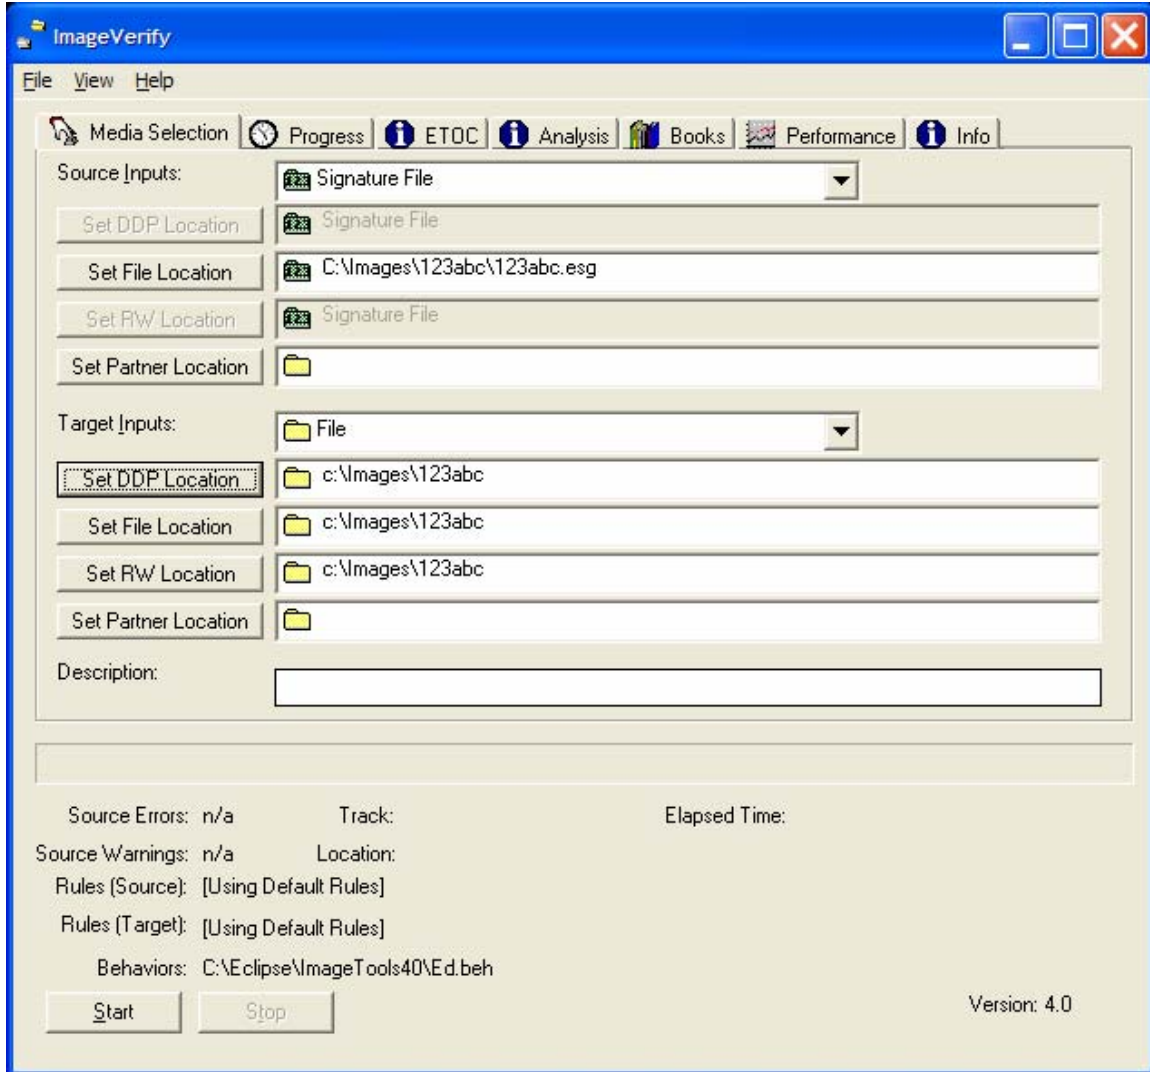 ImageVerify
File View Help
Media Selection Progress ETOC Analysis Books Performance Info
Source Inputs: Signature File
Set DDP Location Signature File
Set File Location C:\Images\123abc\123abc.esg
Set RW Location Signature File
Set Partner Location
Target Inputs: File
Set DDP Location c:\Images\123abc
Set File Location c:\Images\123abc
Set RW Location c:\Images\123abc
Set Partner Location
Description:
Source Errors: n/a Track: Elapsed Time:
Source Warnings: n/a Location:
Rules (Source): [Using Default Rules]
Rules (Target): [Using Default Rules]
Behaviors: C:\Eclipse\ImageTools40\Ed.beh
Start Stop Version: 4.0